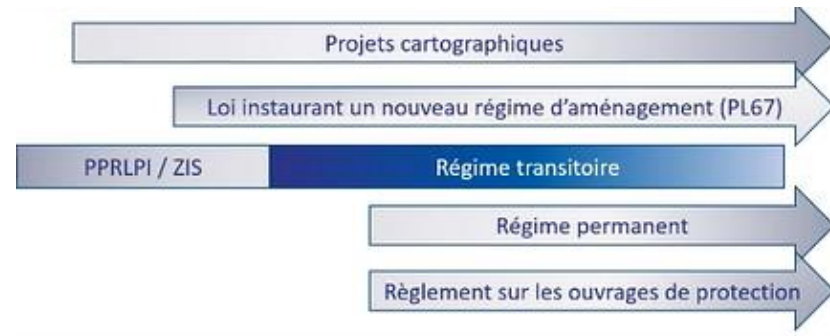 Projets cartographiques
Loi instaurant un nouveau régime d'aménagement (PL67)
PPRLPI / ZIS Régime transitoire
Régime permanent
Règlement sur les ouvrages de protection